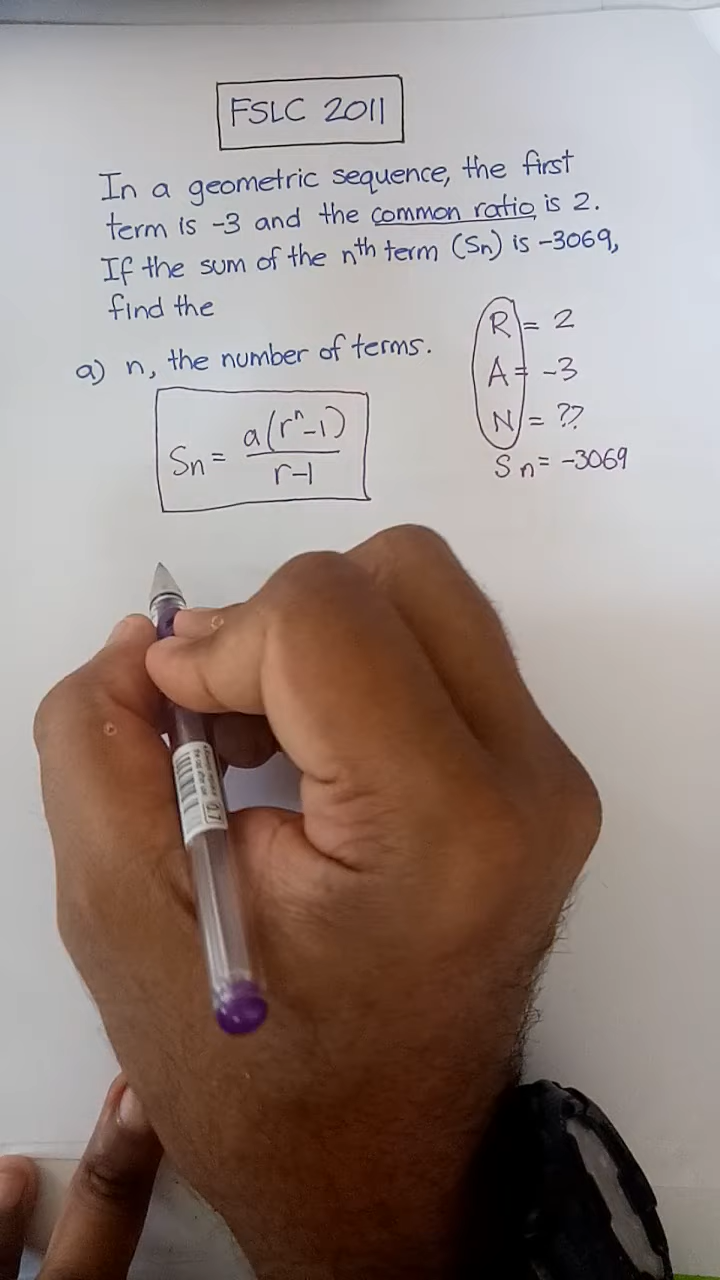 FSLC 2011
In a geometric sequence, the first
term is -3 and the common ratio is 2.
If the sum of the nth term (Sn) is -3069,
find the
a) n, the number of terms.
R = 2
A = -3
N = ??
Sn = -3069
Sn = a(r^n-1)
r-1
0.7